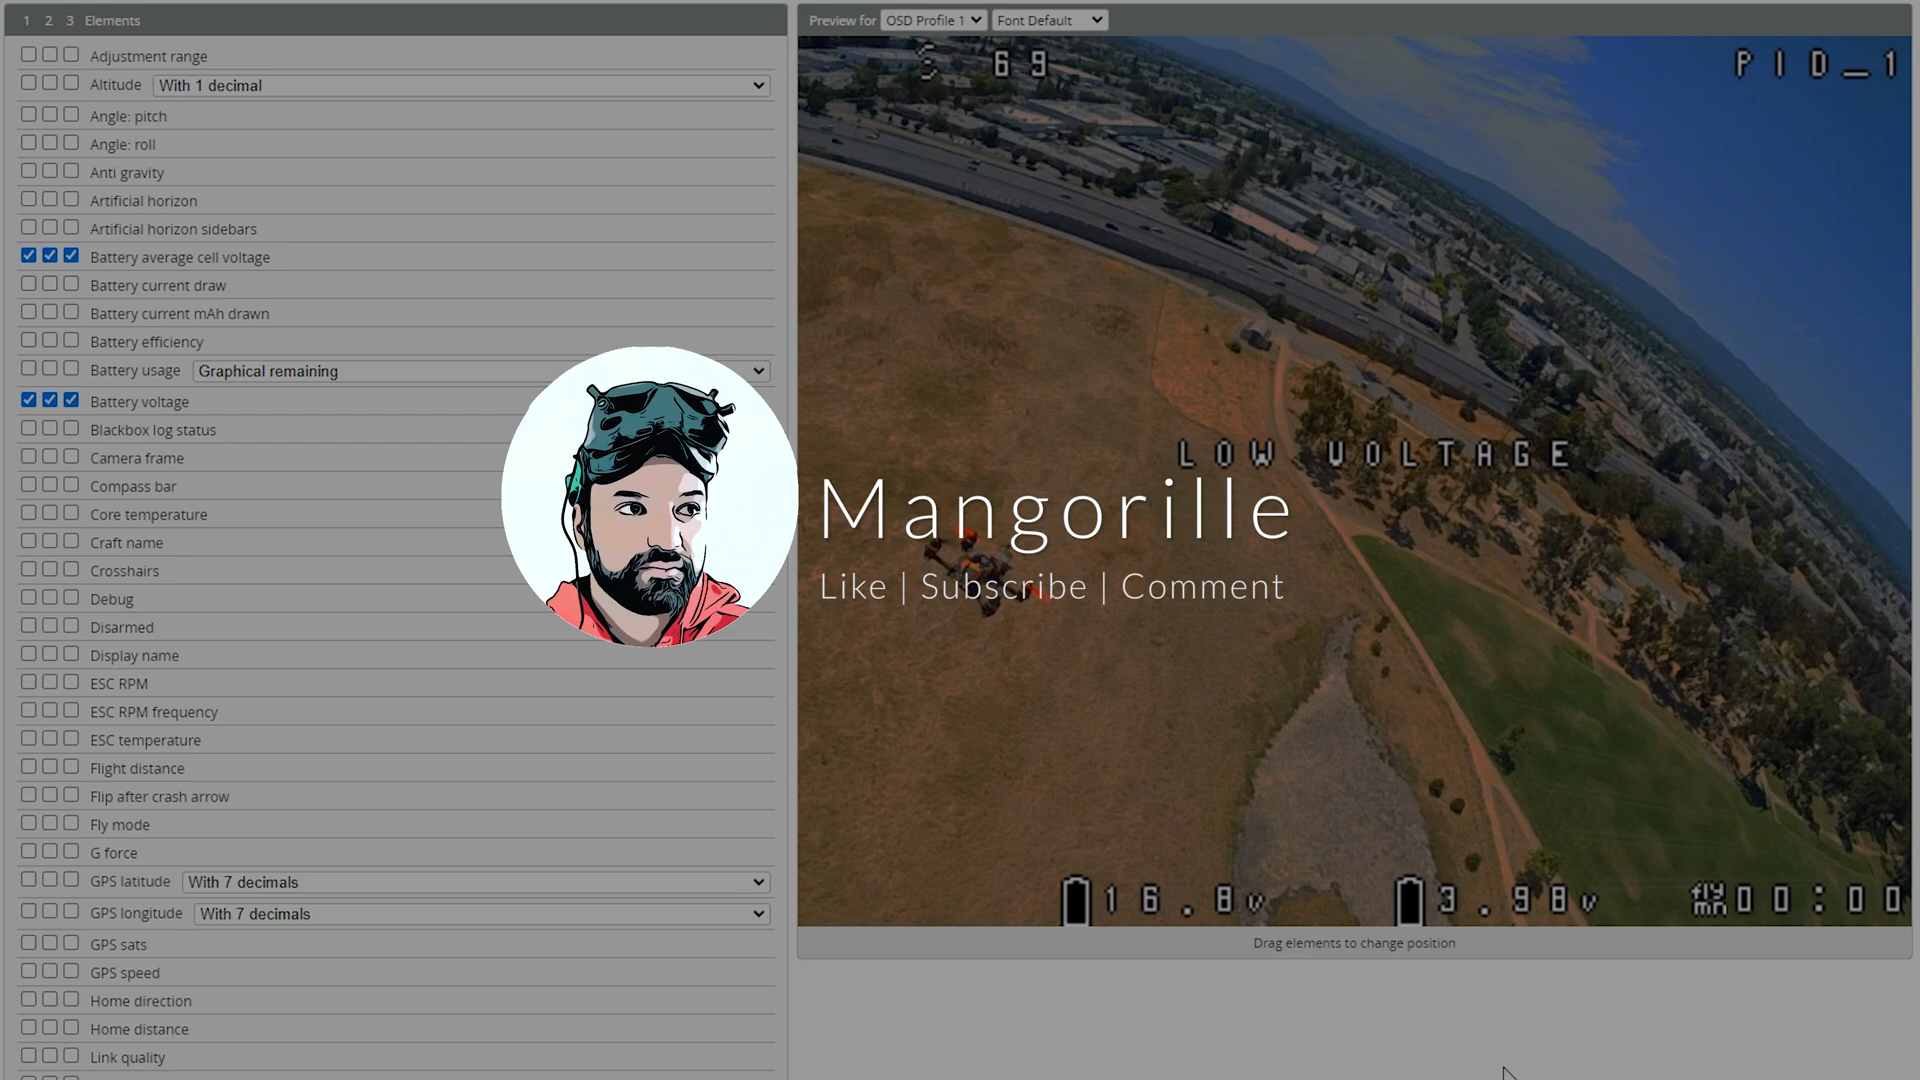 1 2 3 Elements
Adjustment range
Altitude With 1 decimal
Angle: pitch
Angle: roll
Anti gravity
Artificial horizon
Artificial horizon sidebars
Battery average cell voltage
Battery current draw
Battery current mAh drawn
Battery efficiency
Battery usage Graphical remaining
Battery voltage
Blackbox log status
Camera frame
Compass bar
Core temperature
Craft name
Crosshairs
Debug
Disarmed
Display name
ESC RPM
ESC RPM frequency
ESC temperature
Flight distance
Flip after crash arrow
Fly mode
G force
GPS latitude With 7 decimals
GPS longitude With 7 decimals
GPS sats
GPS speed
Home direction
Home distance
Link quality
Preview for OSD Profile 1 Font Default
69 PID_1
LOW VOLTAGE
Mangorille
Like | Subscribe | Comment
16.8v 3.98v fly mn 00:00
Drag elements to change position